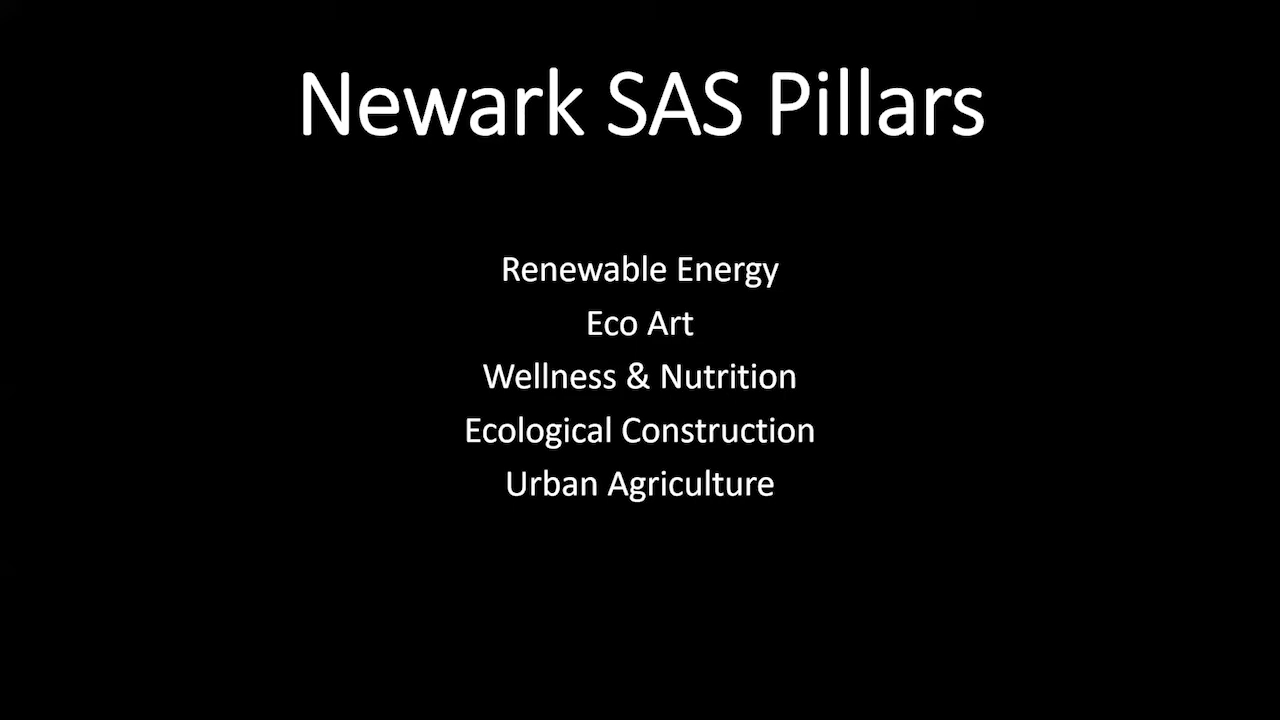 Newark SAS Pillars
Renewable Energy
Eco Art
Wellness & Nutrition
Ecological Construction
Urban Agriculture